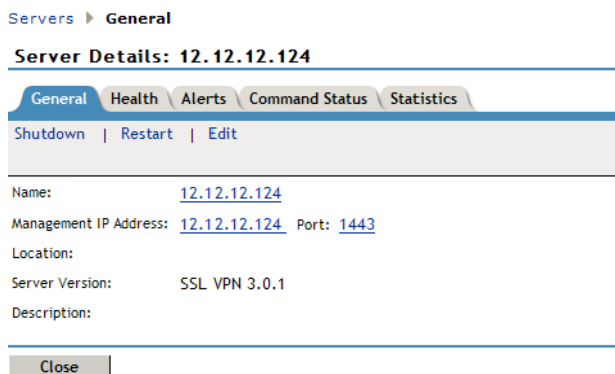 Servers General
Server Details: 12.12.12.124
General Health Alerts Command Status Statistics
Shutdown | Restart | Edit
Name: 12.12.12.124
Management IP Address: 12.12.12.124 Port: 1443
Location:
Server Version: SSL VPN 3.0.1
Description:
Close